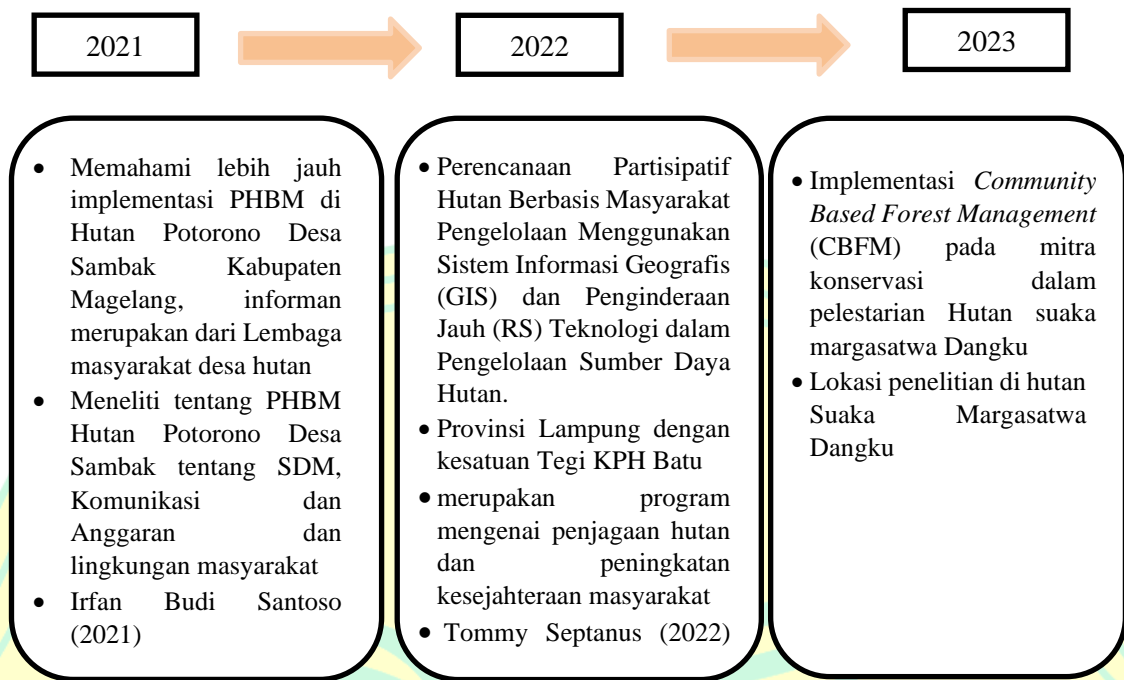 2021
2022
2023
Memahami lebih jauh
implementasi PHBM di
Hutan Potorono Desa
Sambak Kabupaten
Magelang, informan
merupakan dari Lembaga
masyarakat desa hutan
Meneliti tentang PHBM
Hutan Potorono Desa
Sambak tentang SDM,
Komunikasi dan
Anggaran dan
lingkungan masyarakat
Irfan Budi Santoso
(2021)
Perencanaan Partisipatif
Hutan Berbasis Masyarakat
Pengelolaan Menggunakan
Sistem Informasi Geografis
(GIS) dan Penginderaan
Jauh (RS) Teknologi dalam
Pengelolaan Sumber Daya
Hutan.
Provinsi Lampung dengan
kesatuan Tegi KPH Batu
merupakan program
mengenai penjagaan hutan
dan peningkatan
kesejahteraan masyarakat
Tommy Septanus (2022)
Implementasi Community
Based Forest Management
(CBFM) pada mitra
konservasi dalam
pelestarian Hutan suaka
margasatwa Dangku
Lokasi penelitian di hutan
Suaka Margasatwa
Dangku